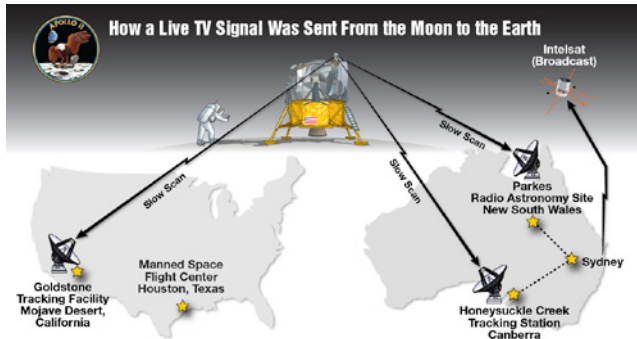 APOLLO 11
How a Live TV Signal Was Sent From the Moon to the Earth
Intelsat
(Broadcast)
Slow Scan
Slow Scan
Slow Scan
Parkes
Radio Astronomy Site
New South Wales
Sydney
Goldstone
Tracking Facility
Mojave Desert,
California
Manned Space
Flight Center
Houston, Texas
Honeysuckle Creek
Tracking Station
Canberra